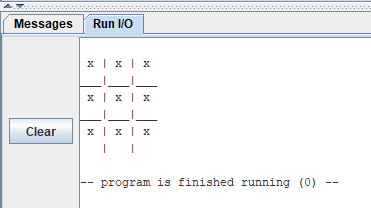 Messages Run I/O
 x | x | x
___|___|___
 x | x | x
___|___|___
Clear
 x | x | x
   |   |
-- program is finished running (0) --